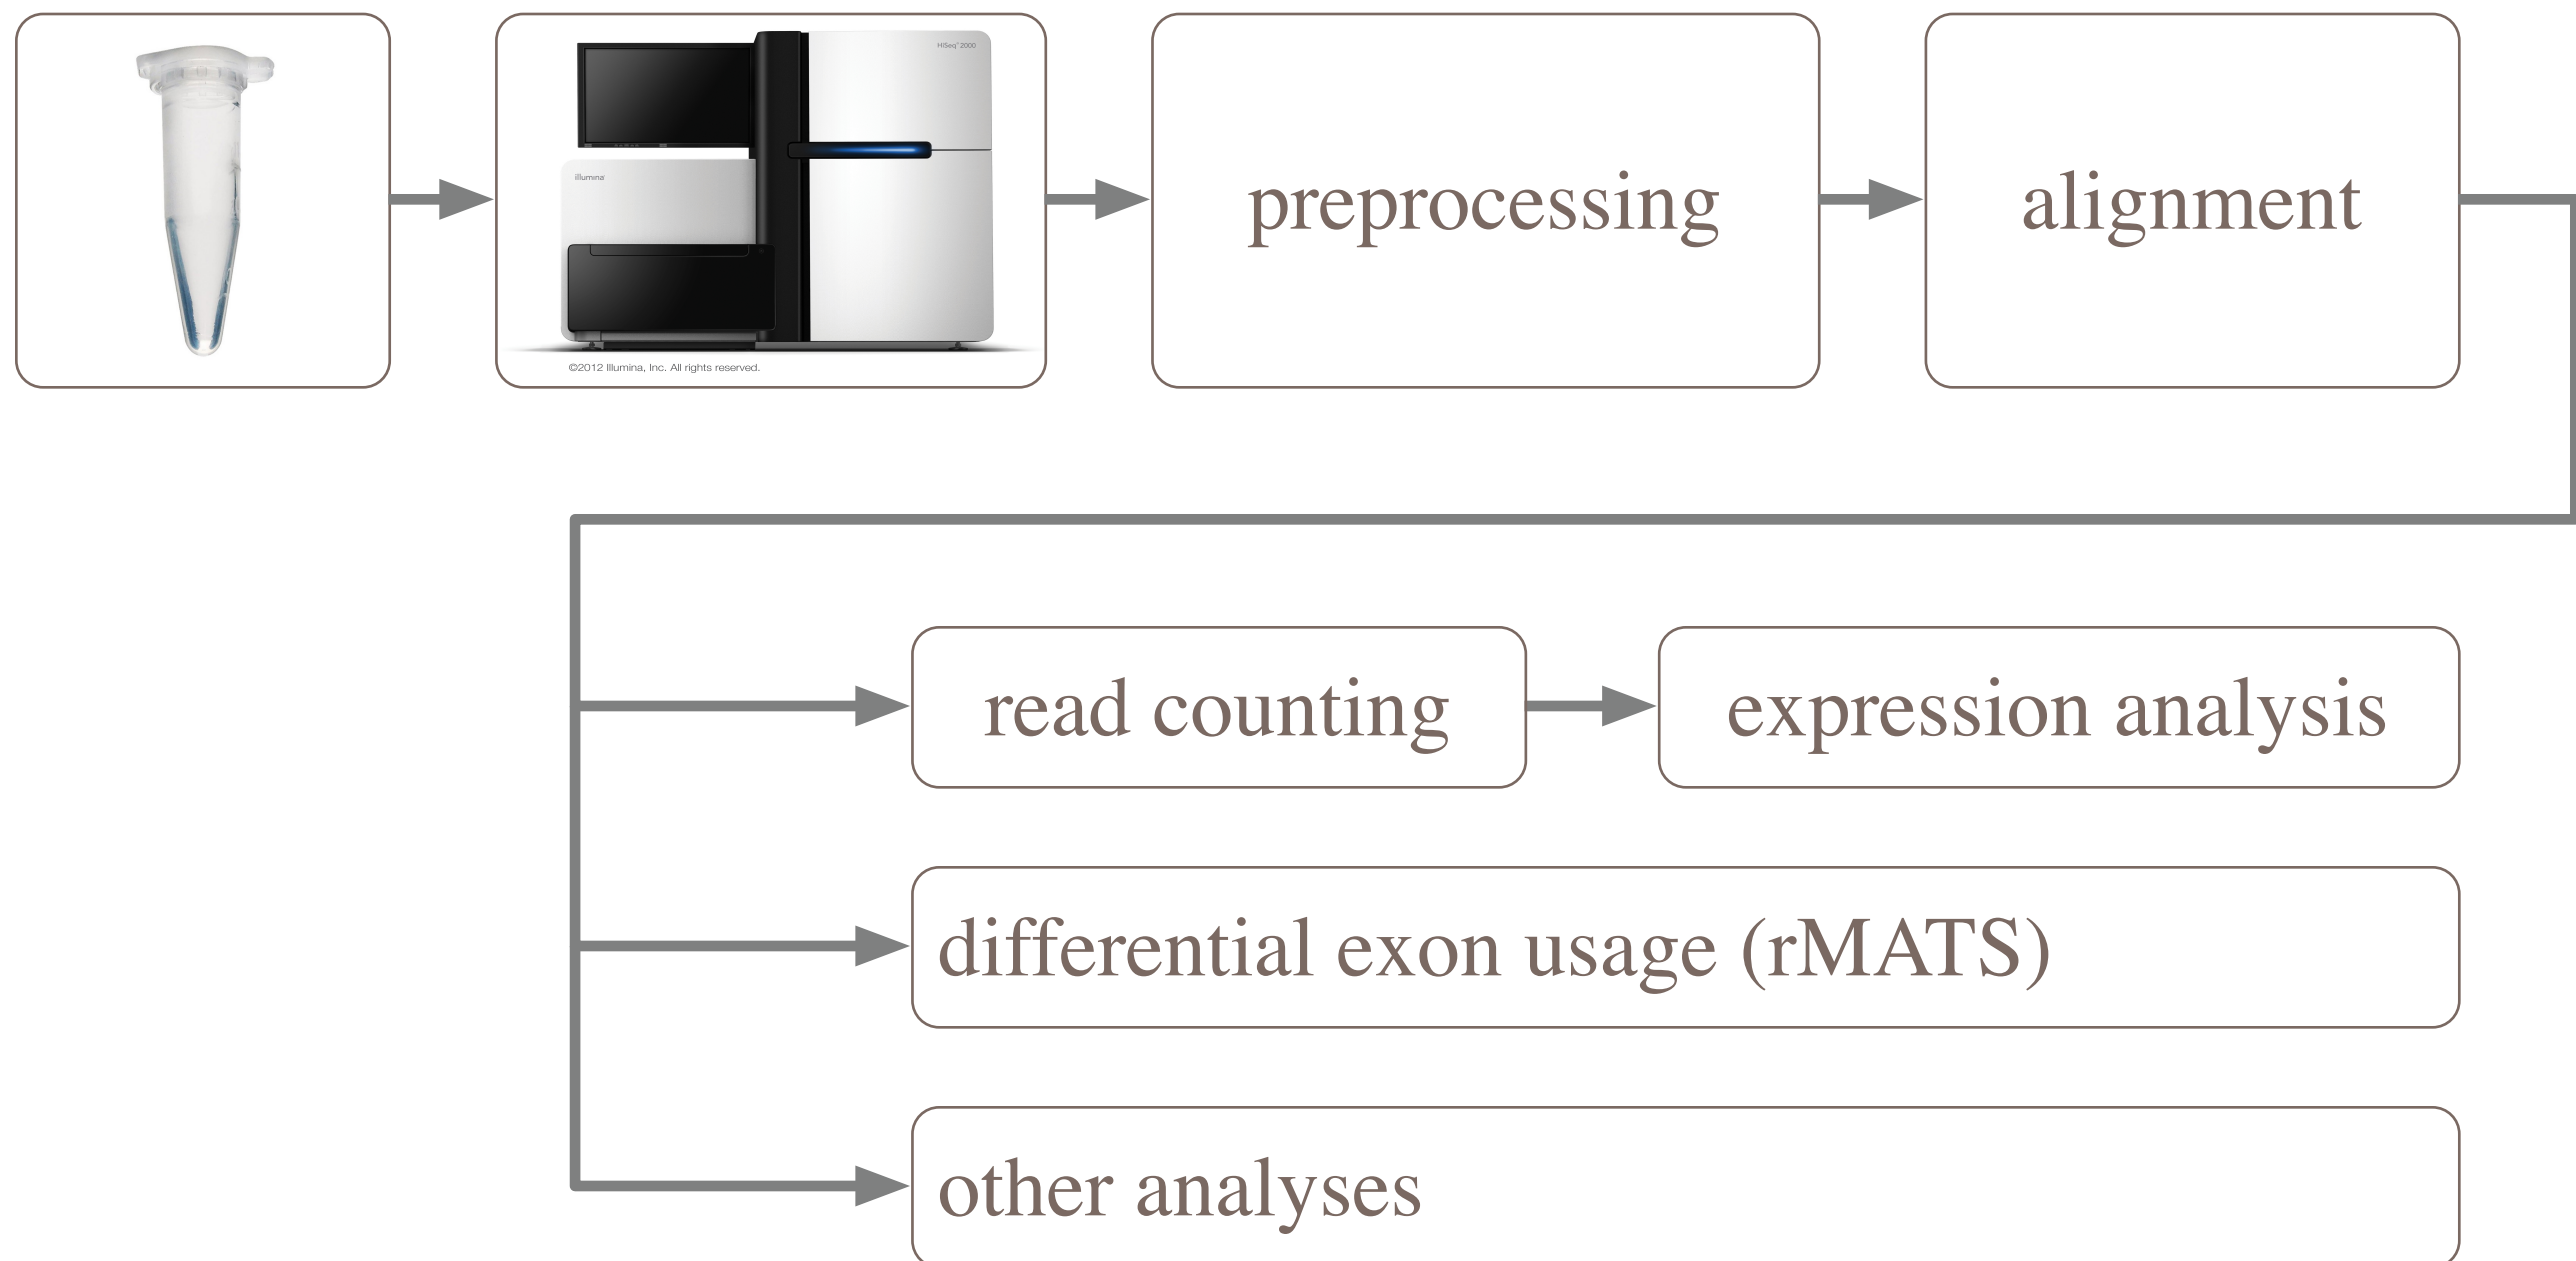 HiSeq™ 2000
illumina®
©2012 Illumina, Inc. All rights reserved.
preprocessing
alignment
read counting
expression analysis
differential exon usage (rMATS)
other analyses